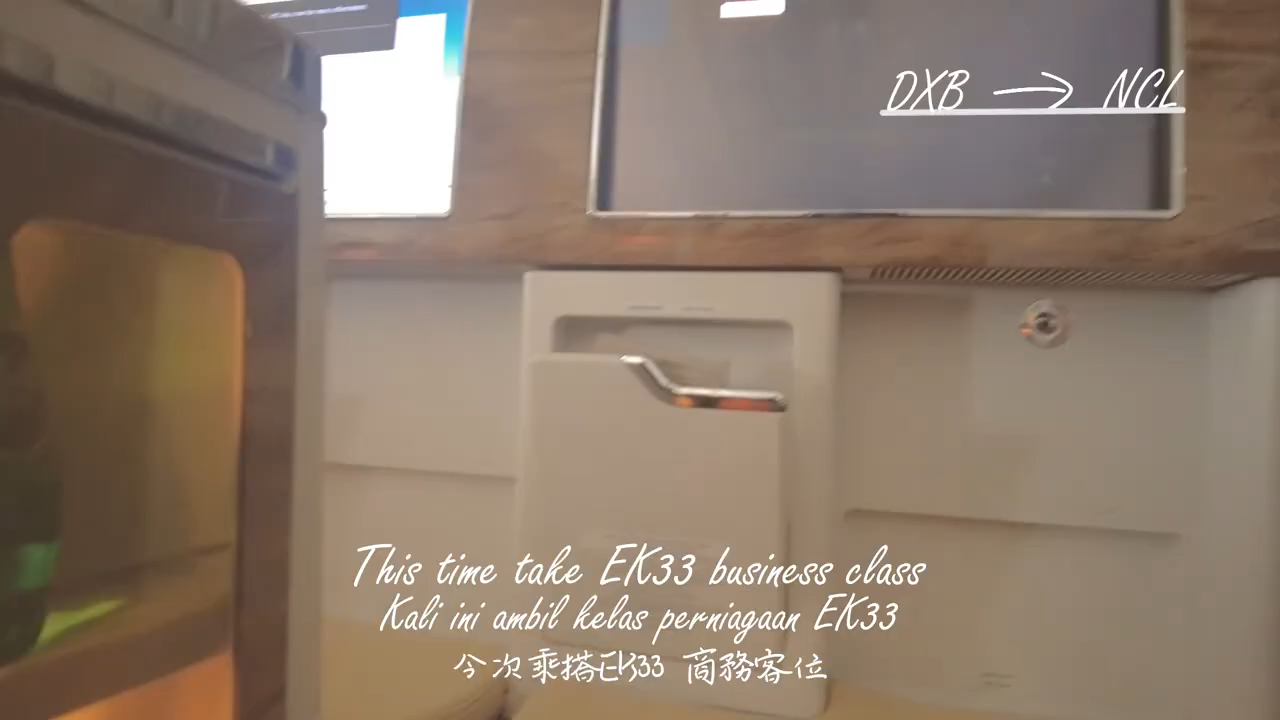 DXB → NCL
This time take EK33 business class
Kali ini ambil kelas perniagaan EK33
今次乘搭EK33 商務客位